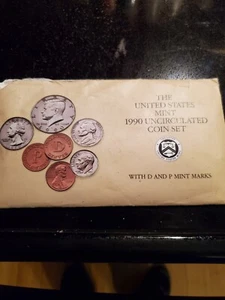 THE
UNITED STATES
MINT
1990 UNCIRCULATED
COIN SET
P D
WITH D AND P MINT MARKS